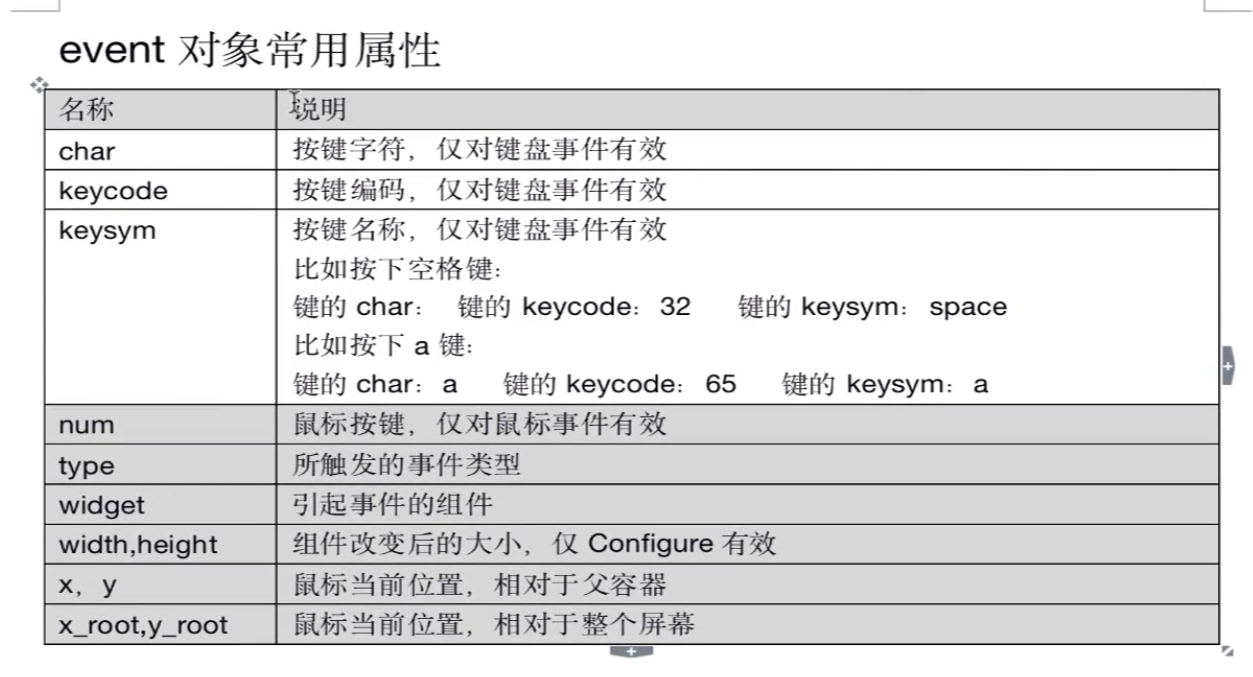 event 对象常用属性
名称 说明
char 按键字符，仅对键盘事件有效
keycode 按键编码，仅对键盘事件有效
keysym 按键名称，仅对键盘事件有效
比如按下空格键：
键的 char： 键的 keycode：32 键的 keysym：space
比如按下 a 键：
键的 char：a 键的 keycode：65 键的 keysym：a
num 鼠标按键，仅对鼠标事件有效
type 所触发的事件类型
widget 引起事件的组件
width,height 组件改变后的大小，仅 Configure 有效
x，y 鼠标当前位置，相对于父容器
x_root,y_root 鼠标当前位置，相对于整个屏幕